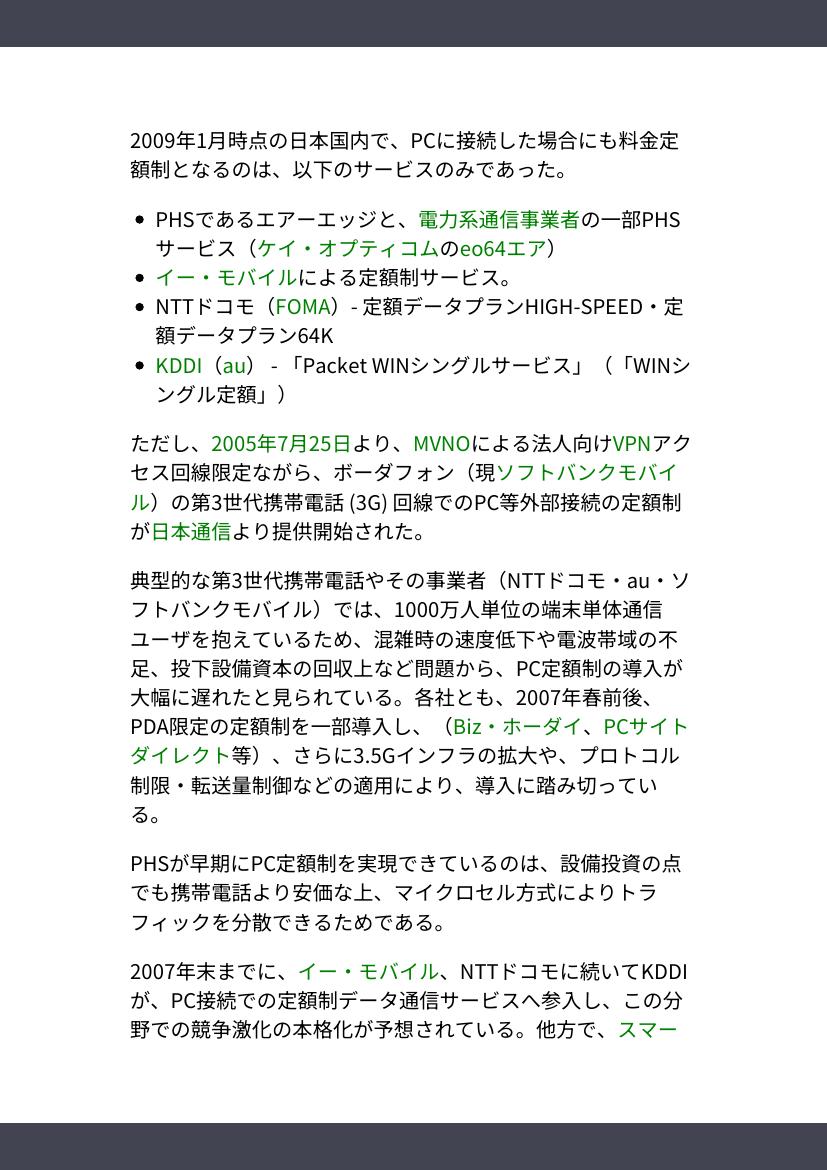 2009年1月時点の日本国内で、PCに接続した場合にも料金定
額制となるのは、以下のサービスのみであった。
• PHSであるエアーエッジと、電力系通信事業者の一部PHS
サービス（ケイ・オプティコムのeo64エア）
• イー・モバイルによる定額制サービス。
• NTTドコモ（FOMA）- 定額データプランHIGH-SPEED・定
額データプラン64K
• KDDI（au） - 「Packet WINシングルサービス」（「WINシ
ングル定額」）
ただし、2005年7月25日より、MVNOによる法人向けVPNアク
セス回線限定ながら、ボーダフォン（現ソフトバンクモバイ
ル）の第3世代携帯電話 (3G) 回線でのPC等外部接続の定額制
が日本通信より提供開始された。
典型的な第3世代携帯電話やその事業者（NTTドコモ・au・ソ
フトバンクモバイル）では、1000万人単位の端末単体通信
ユーザを抱えているため、混雑時の速度低下や電波帯域の不
足、投下設備資本の回収上など問題から、PC定額制の導入が
大幅に遅れたと見られている。各社とも、2007年春前後、
PDA限定の定額制を一部導入し、（Biz・ホーダイ、PCサイト
ダイレクト等）、さらに3.5Gインフラの拡大や、プロトコル
制限・転送量制御などの適用により、導入に踏み切ってい
る。
PHSが早期にPC定額制を実現できているのは、設備投資の点
でも携帯電話より安価な上、マイクロセル方式によりトラ
フィックを分散できるためである。
2007年末までに、イー・モバイル、NTTドコモに続いてKDDI
が、PC接続での定額制データ通信サービスへ参入し、この分
野での競争激化の本格化が予想されている。他方で、スマー